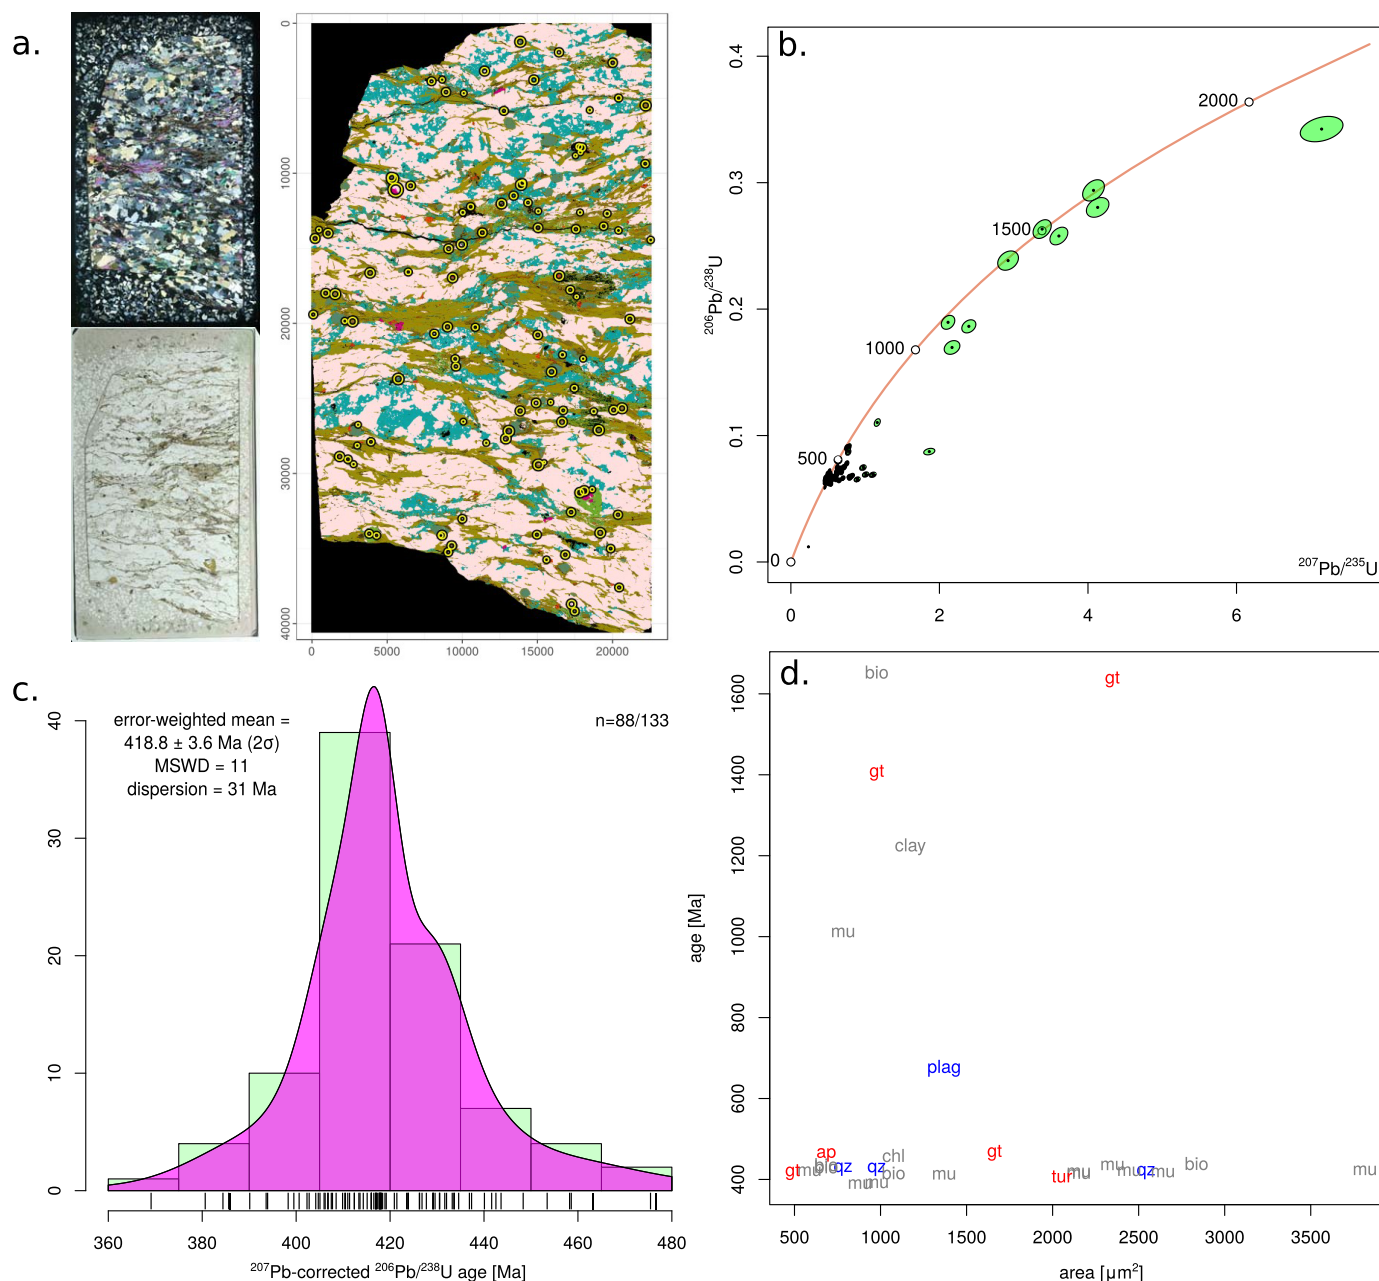 a.
0
10000
20000
30000
40000
0
5000
10000
15000
20000
b.
0.4
0.3
0.2
0.1
0.0
206Pb/238U
2000
1500
1000
500
0
207Pb/235U
0
2
4
6
c.
error-weighted mean =
418.8 ± 3.6 Ma (2σ)
MSWD = 11
dispersion = 31 Ma
n=88/133
40
30
20
10
0
360
400
420
440
460
480
207Pb-corrected 206Pb/238U age [Ma]
d.
1600
1400
1200
1000
800
600
400
age [Ma]
bio
gt
gt
clay
mu
plag
ap
gt
chl
gt
mu
bio
qz
qz
bio
mu
mu
mu
tur
mu
mu
mu
qz
mu
bio
mu
500
1000
1500
2000
2500
3000
3500
area [µm2]